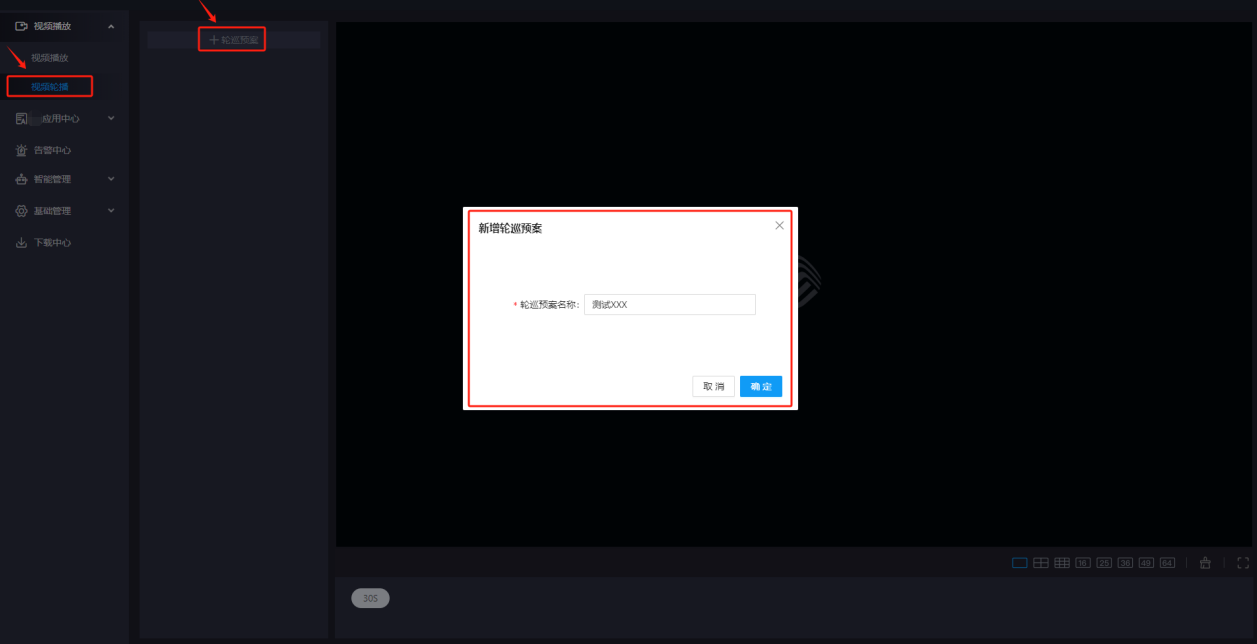 视频播放
视频播放
视频轮播
应用中心
告警中心
智能管理
基础管理
下载中心
轮巡预案
新增轮巡预案
* 轮巡预案名称: 测试XXX
取 消 确 定
16 25 36 49 64
30S